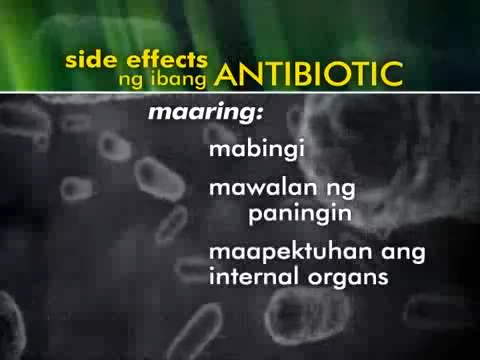 side effects
ng ibang ANTIBIOTIC
maaring:
mabingi
mawalan ng
paningin
maapektuhan ang
internal organs